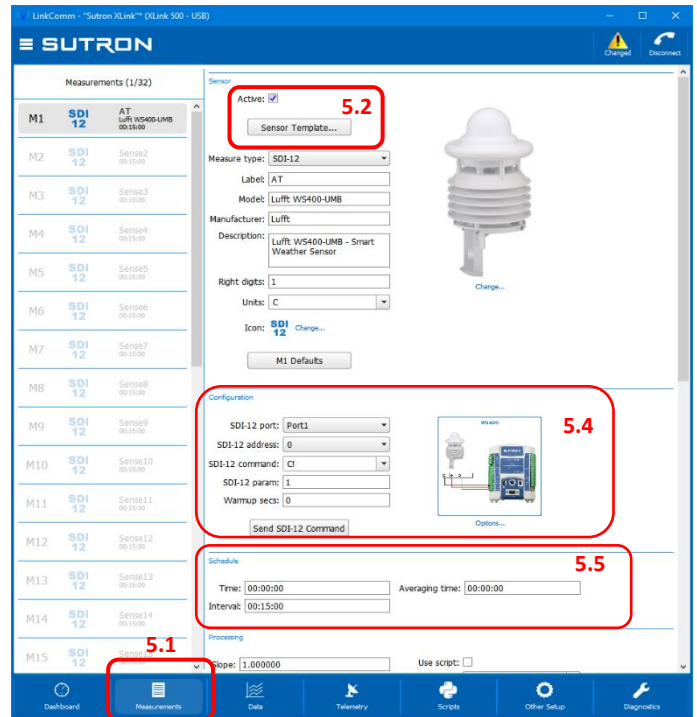 LinkComm - "Sutron XLink"* (XLink 500 - USB)
SUTRON
Changed
Disconnect
Measurements (1/32)
M1 SDI 12 AT Lufft WS400-UMB 00:15:00
M2 SDI 12 Sense2 00:15:00
M3 SDI 12 Sense3 00:15:00
M4 SDI 12 Sense4 00:15:00
M5 SDI 12 Sense5 00:15:00
M6 SDI 12 Sense6 00:15:00
M7 SDI 12 Sense7 00:15:00
M8 SDI 12 Sense8 00:15:00
M9 SDI 12 Sense9 00:15:00
M10 SDI 12 Sense10 00:15:00
M11 SDI 12 Sense11 00:15:00
M12 SDI 12 Sense12 00:15:00
M13 SDI 12 Sense13 00:15:00
M14 SDI 12 Sense14 00:15:00
M15 SDI 12
5.1
Sensor
Active:
5.2
Sensor Template...
Measure type: SDI-12
Label: AT
Model: Lufft WS400-UMB
Manufacturer: Lufft
Description: Lufft WS400-UMB - Smart
Weather Sensor
Right digits: 1
Units: C
Icon: SDI 12 Change...
M1 Defaults
Change...
Configuration
5.4
SDI-12 port: Port1
SDI-12 address: 0
SDI-12 command: C!
SDI-12 param: 1
Warmup secs: 0
Send SDI-12 Command
SUTRON
Options...
Schedule
5.5
Time: 00:00:00 Averaging time: 00:00:00
Interval: 00:15:00
Processing
Slope: 1.000000 Use script:
Dashboard
Measurements
Data
Telemetry
Scripts
Other Setup
Diagnostics